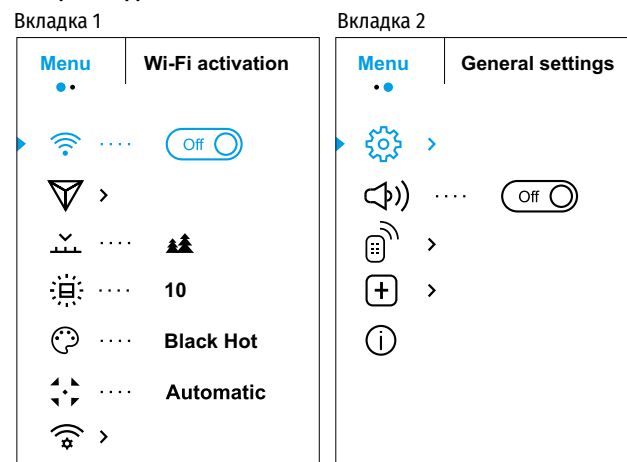 Вкладка 1
Menu
Wi-Fi activation
Off
10
Black Hot
Automatic
Вкладка 2
Menu
General settings
Off